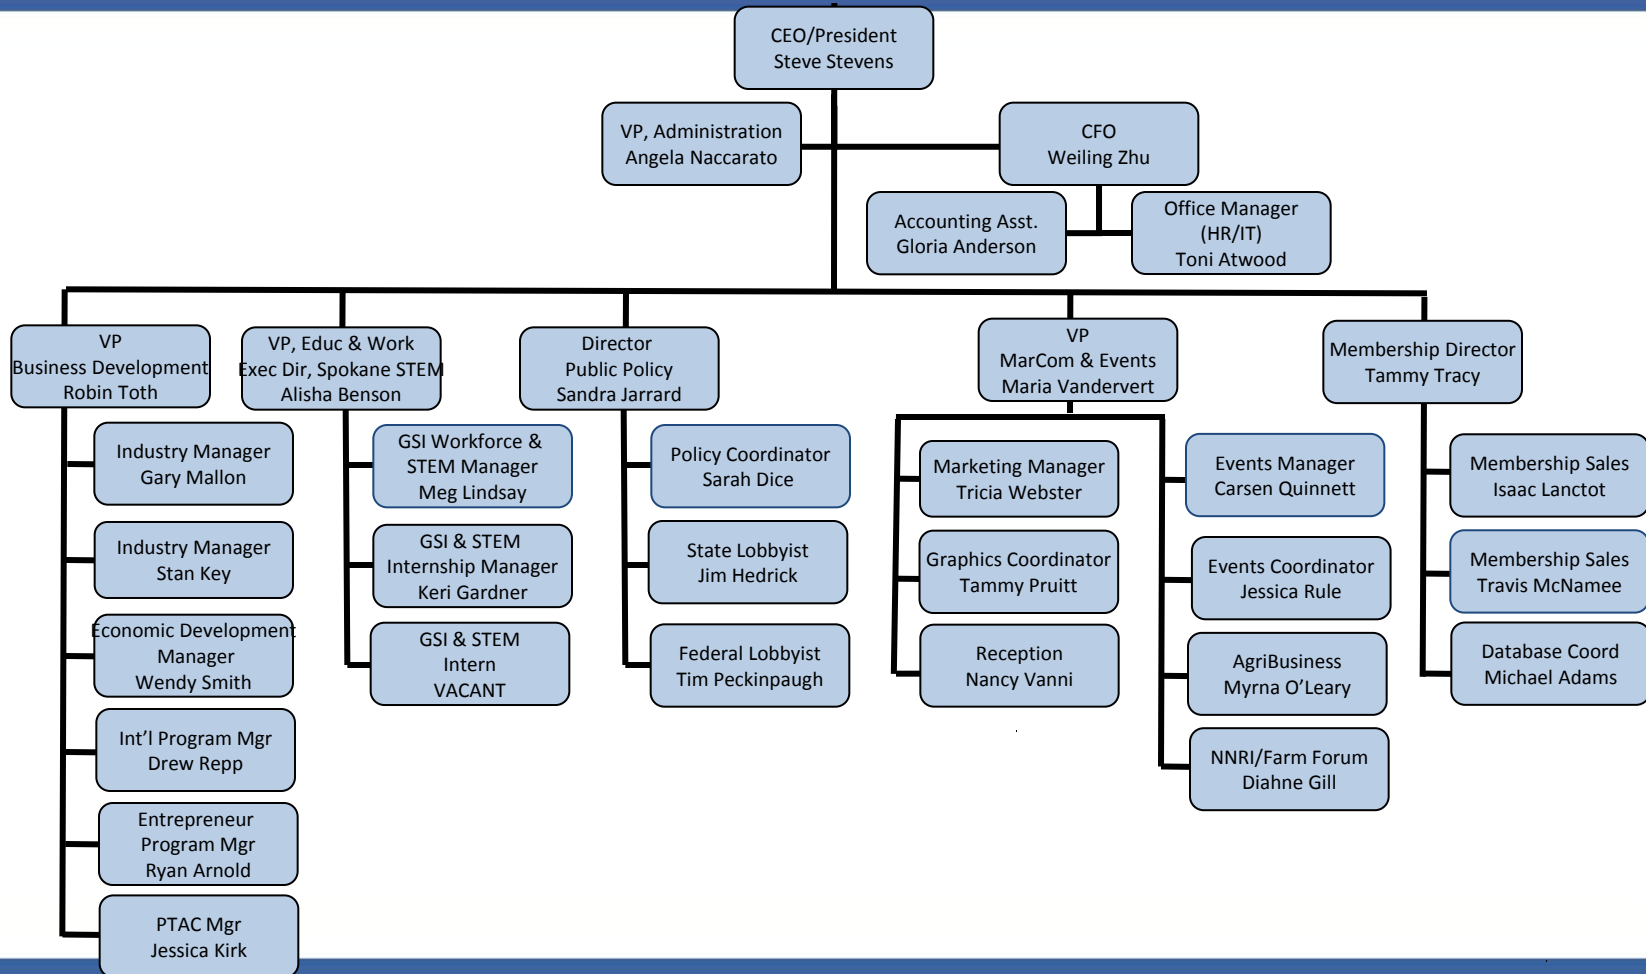 CEO/President
Steve Stevens
VP, Administration
Angela Naccarato
CFO
Weiling Zhu
Accounting Asst.
Gloria Anderson
Office Manager
(HR/IT)
Toni Atwood
VP
Business Development
Robin Toth
Industry Manager
Gary Mallon
Industry Manager
Stan Key
Economic Development
Manager
Wendy Smith
Int’l Program Mgr
Drew Repp
Entrepreneur
Program Mgr
Ryan Arnold
PTAC Mgr
Jessica Kirk
VP, Educ & Work
Exec Dir, Spokane STEM
Alisha Benson
GSI Workforce &
STEM Manager
Meg Lindsay
GSI & STEM
Internship Manager
Keri Gardner
GSI & STEM
Intern
VACANT
Director
Public Policy
Sandra Jarrard
Policy Coordinator
Sarah Dice
State Lobbyist
Jim Hedrick
Federal Lobbyist
Tim Peckinpaugh
VP
MarCom & Events
Maria Vandervert
Marketing Manager
Tricia Webster
Graphics Coordinator
Tammy Pruitt
Reception
Nancy Vanni
Events Manager
Carsen Quinnett
Events Coordinator
Jessica Rule
AgriBusiness
Myrna O’Leary
NNRI/Farm Forum
Diahne Gill
Membership Director
Tammy Tracy
Membership Sales
Isaac Lanctot
Membership Sales
Travis McNamee
Database Coord
Michael Adams